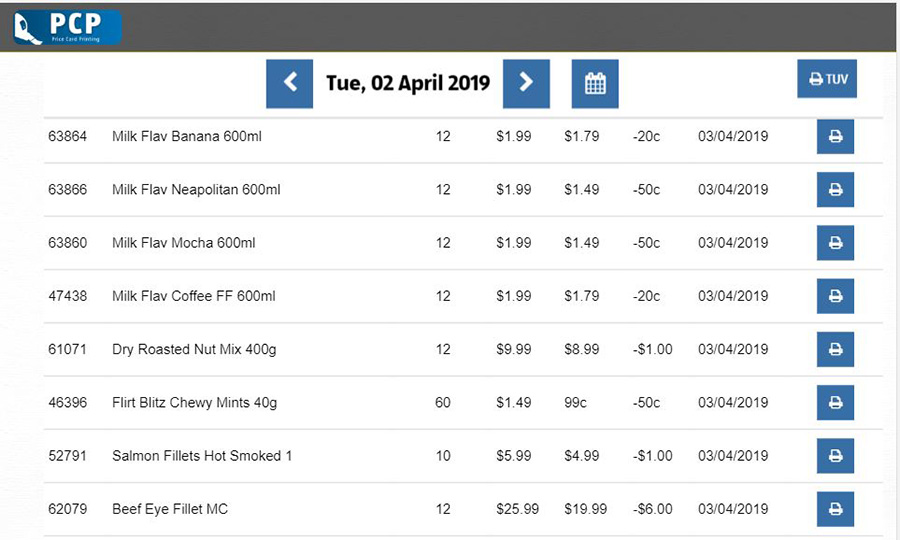 PCP
Price Card Printing
Tue, 02 April 2019
TUV
63864 Milk Flav Banana 600ml 12 $1.99 $1.79 -20c 03/04/2019
63866 Milk Flav Neapolitan 600ml 12 $1.99 $1.49 -50c 03/04/2019
63860 Milk Flav Mocha 600ml 12 $1.99 $1.49 -50c 03/04/2019
47438 Milk Flav Coffee FF 600ml 12 $1.99 $1.79 -20c 03/04/2019
61071 Dry Roasted Nut Mix 400g 12 $9.99 $8.99 -$1.00 03/04/2019
46396 Flirt Blitz Chewy Mints 40g 60 $1.49 99c -50c 03/04/2019
52791 Salmon Fillets Hot Smoked 1 10 $5.99 $4.99 -$1.00 03/04/2019
62079 Beef Eye Fillet MC 12 $25.99 $19.99 -$6.00 03/04/2019